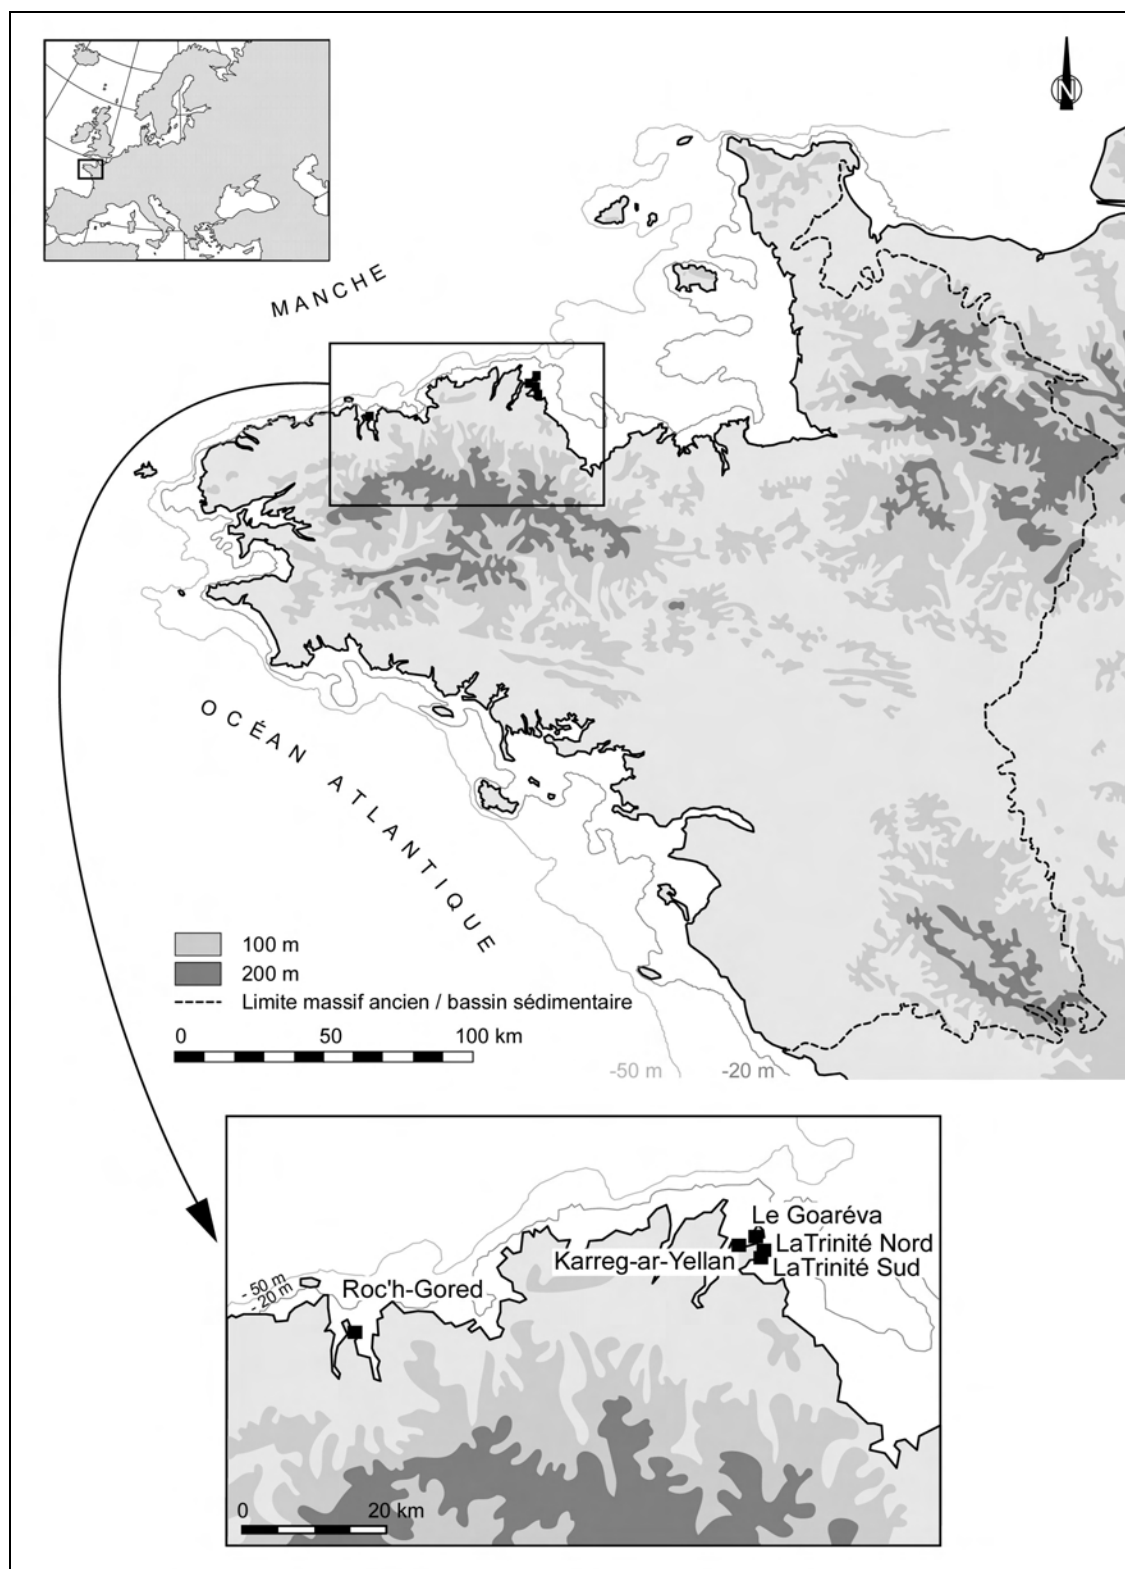 N
MANCHE
OCÉAN ATLANTIQUE
100 m
200 m
Limite massif ancien / bassin sédimentaire
0 50 100 km
-50 m -20 m
Le Goaréva
LaTrinité Nord
Karreg-ar-Yellan
LaTrinité Sud
Roc'h-Gored
- 50 m
- 20 m
0 20 km